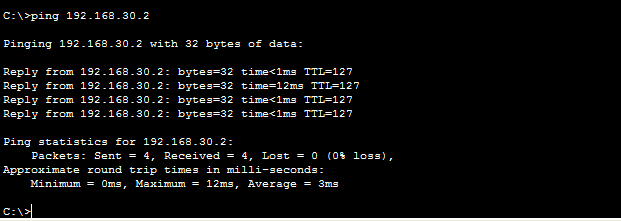 C:\>ping 192.168.30.2
Pinging 192.168.30.2 with 32 bytes of data:
Reply from 192.168.30.2: bytes=32 time<1ms TTL=127
Reply from 192.168.30.2: bytes=32 time=12ms TTL=127
Reply from 192.168.30.2: bytes=32 time<1ms TTL=127
Reply from 192.168.30.2: bytes=32 time<1ms TTL=127
Ping statistics for 192.168.30.2:
    Packets: Sent = 4, Received = 4, Lost = 0 (0% loss),
Approximate round trip times in milli-seconds:
    Minimum = 0ms, Maximum = 12ms, Average = 3ms
C:\>